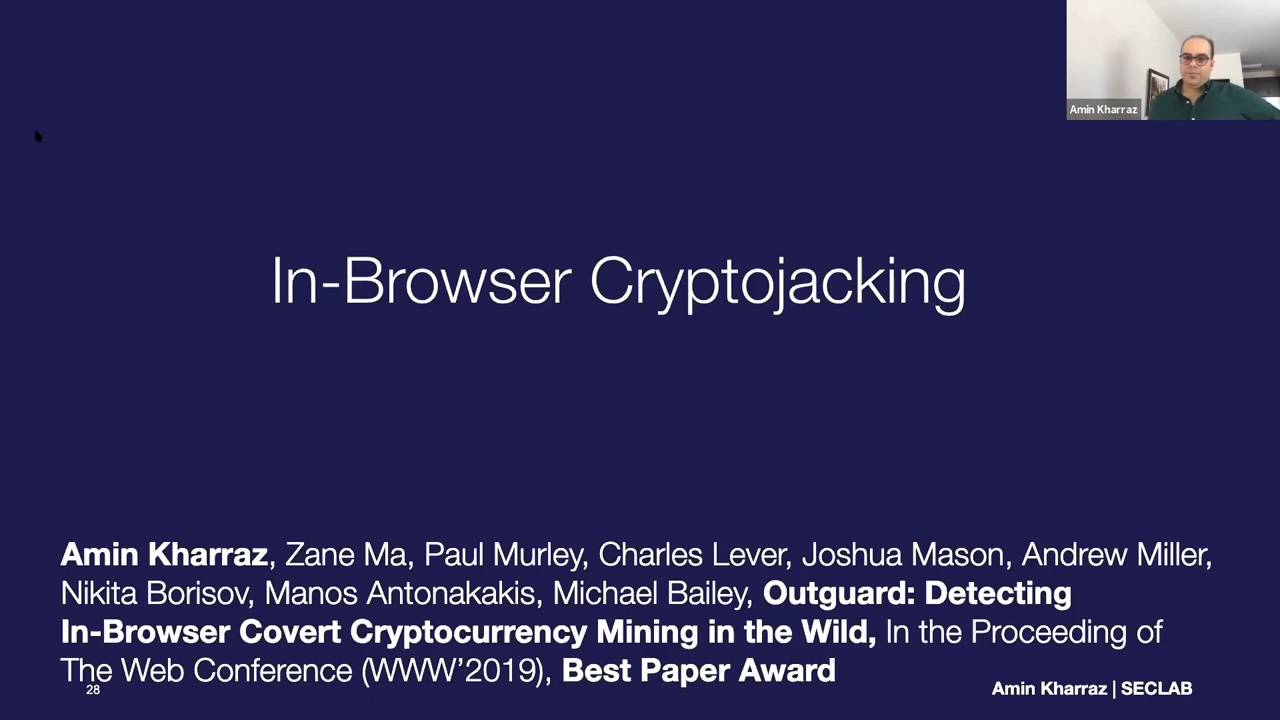 Amin Kharraz
In-Browser Cryptojacking
Amin Kharraz, Zane Ma, Paul Murley, Charles Lever, Joshua Mason, Andrew Miller,
Nikita Borisov, Manos Antonakakis, Michael Bailey, Outguard: Detecting
In-Browser Covert Cryptocurrency Mining in the Wild, In the Proceeding of
The Web Conference (WWW’2019), Best Paper Award
28
Amin Kharraz | SECLAB